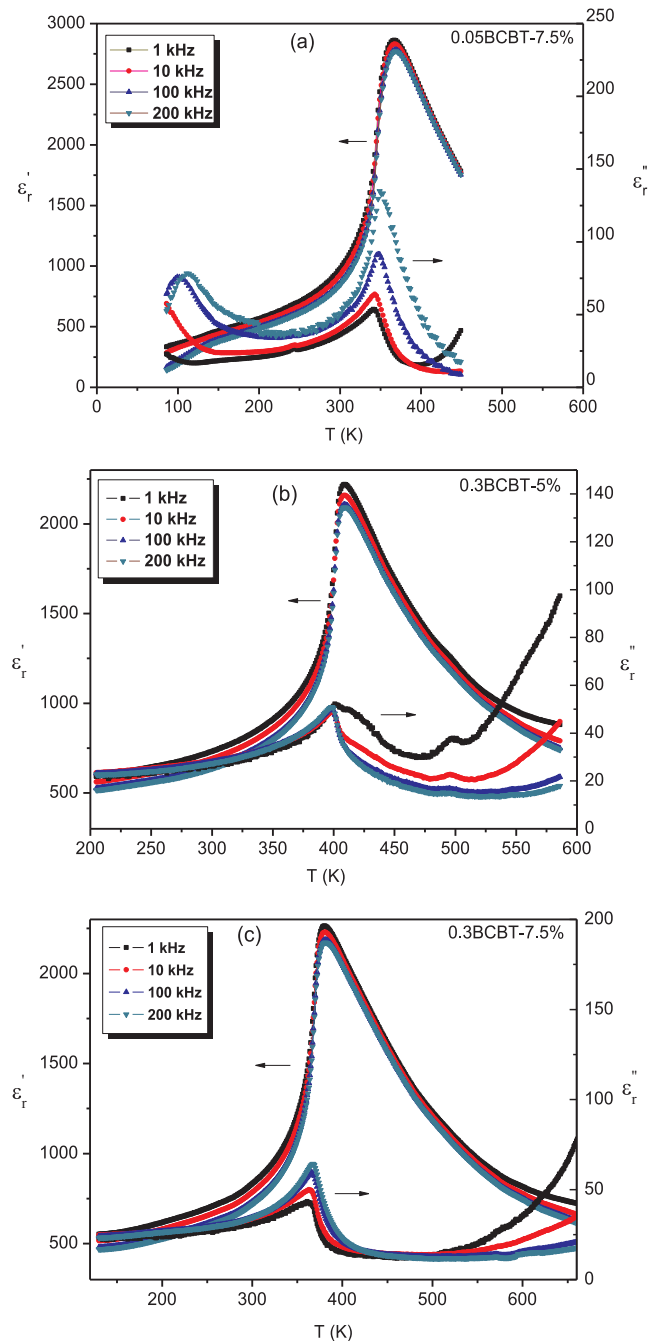 (a)
0.05BCBT-7.5%
1 kHz
10 kHz
100 kHz
200 kHz
3000
2500
2000
1500
1000
500
0
εr'
250
200
150
100
50
0
εr''
0 100 200 300 400 500 600
T (K)
(b)
0.3BCBT-5%
1 kHz
10 kHz
100 kHz
200 kHz
2000
1500
1000
500
εr'
140
120
100
80
60
40
20
0
εr''
200 250 300 350 400 450 500 550 600
T (K)
(c)
0.3BCBT-7.5%
1 kHz
10 kHz
100 kHz
200 kHz
2250
2000
1750
1500
1250
1000
750
500
εr'
200
150
100
50
0
εr''
200 300 400 500 600
T (K)